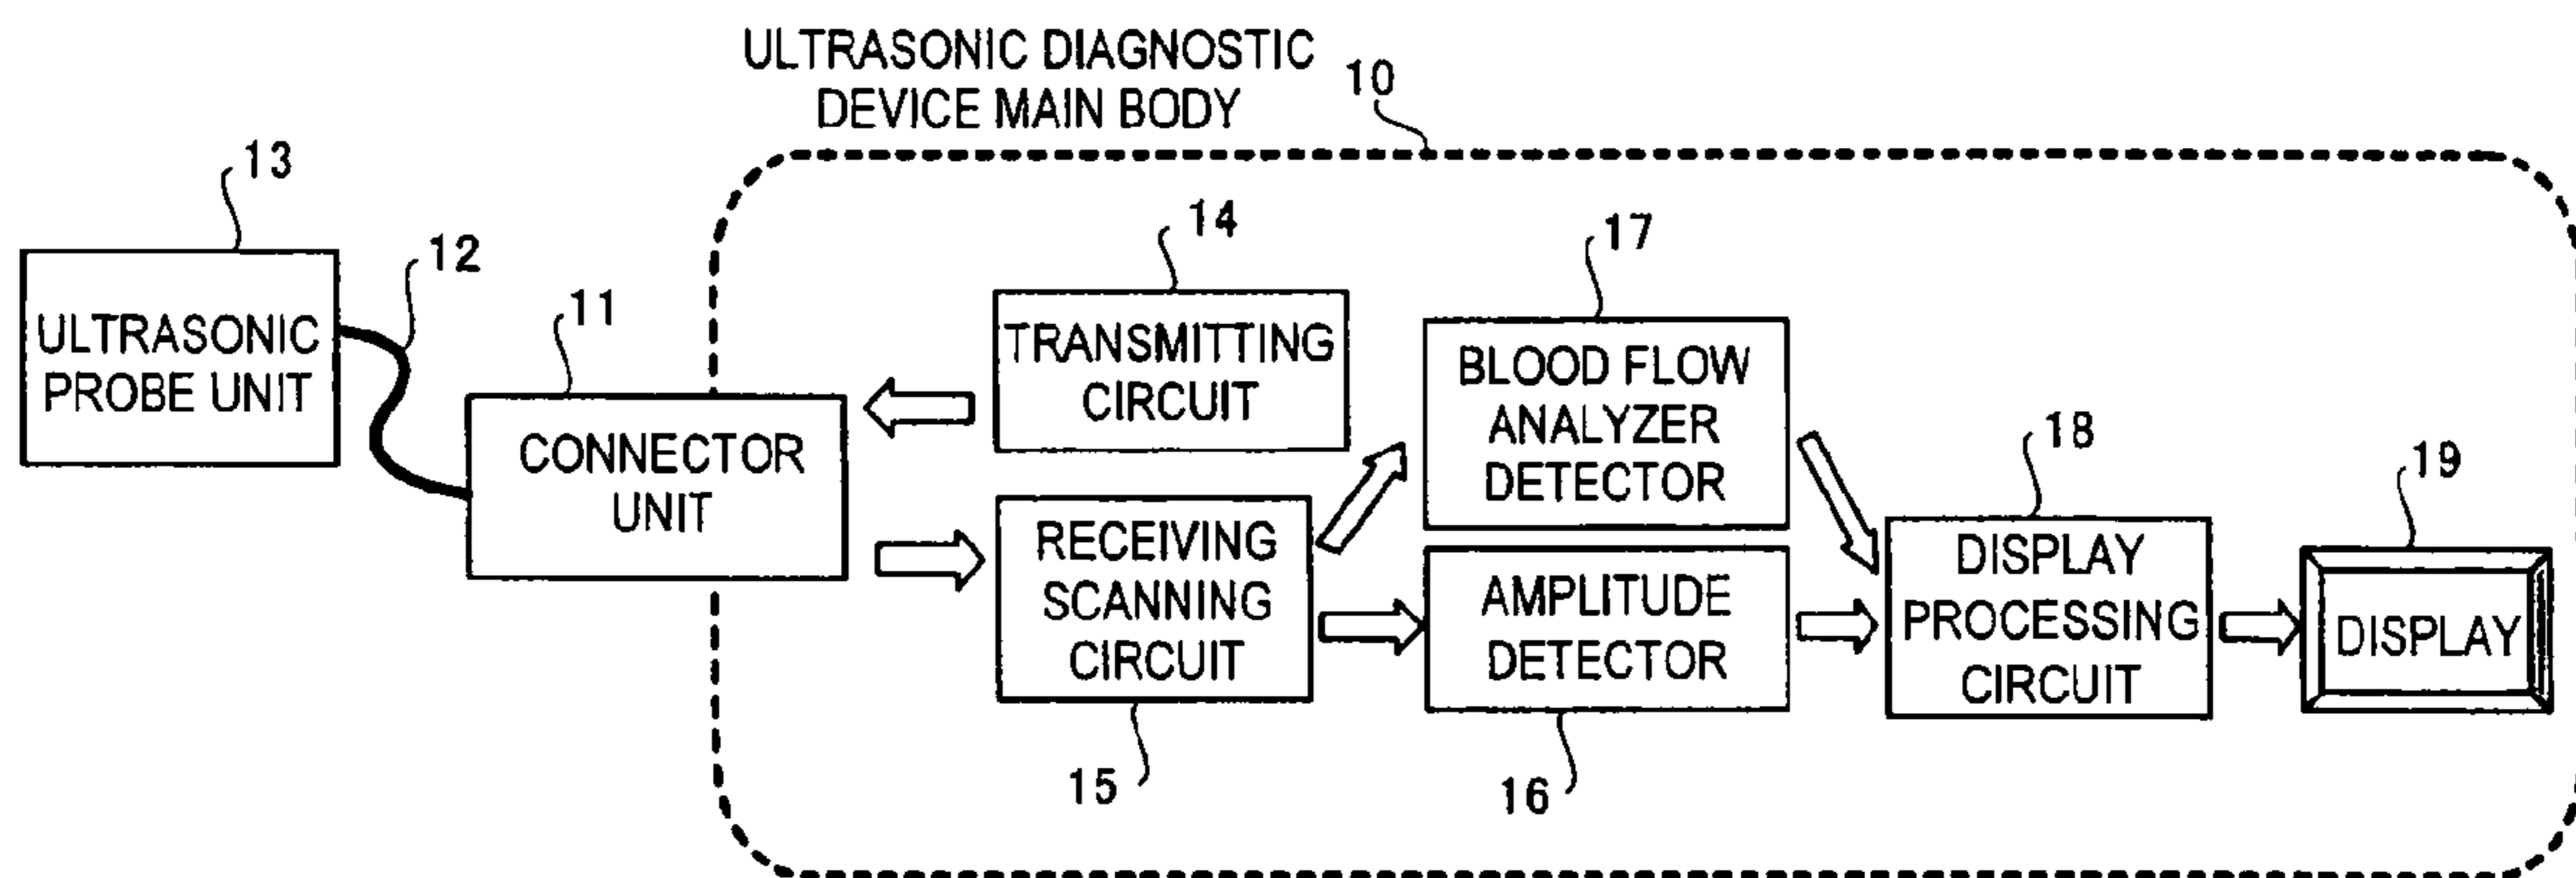 ULTRASONIC DIAGNOSTIC
DEVICE MAIN BODY
10
13
12
11
14
17
18
19
ULTRASONIC
PROBE UNIT
CONNECTOR
UNIT
TRANSMITTING
CIRCUIT
BLOOD FLOW
ANALYZER
DETECTOR
RECEIVING
SCANNING
CIRCUIT
AMPLITUDE
DETECTOR
DISPLAY
PROCESSING
CIRCUIT
DISPLAY
15
16